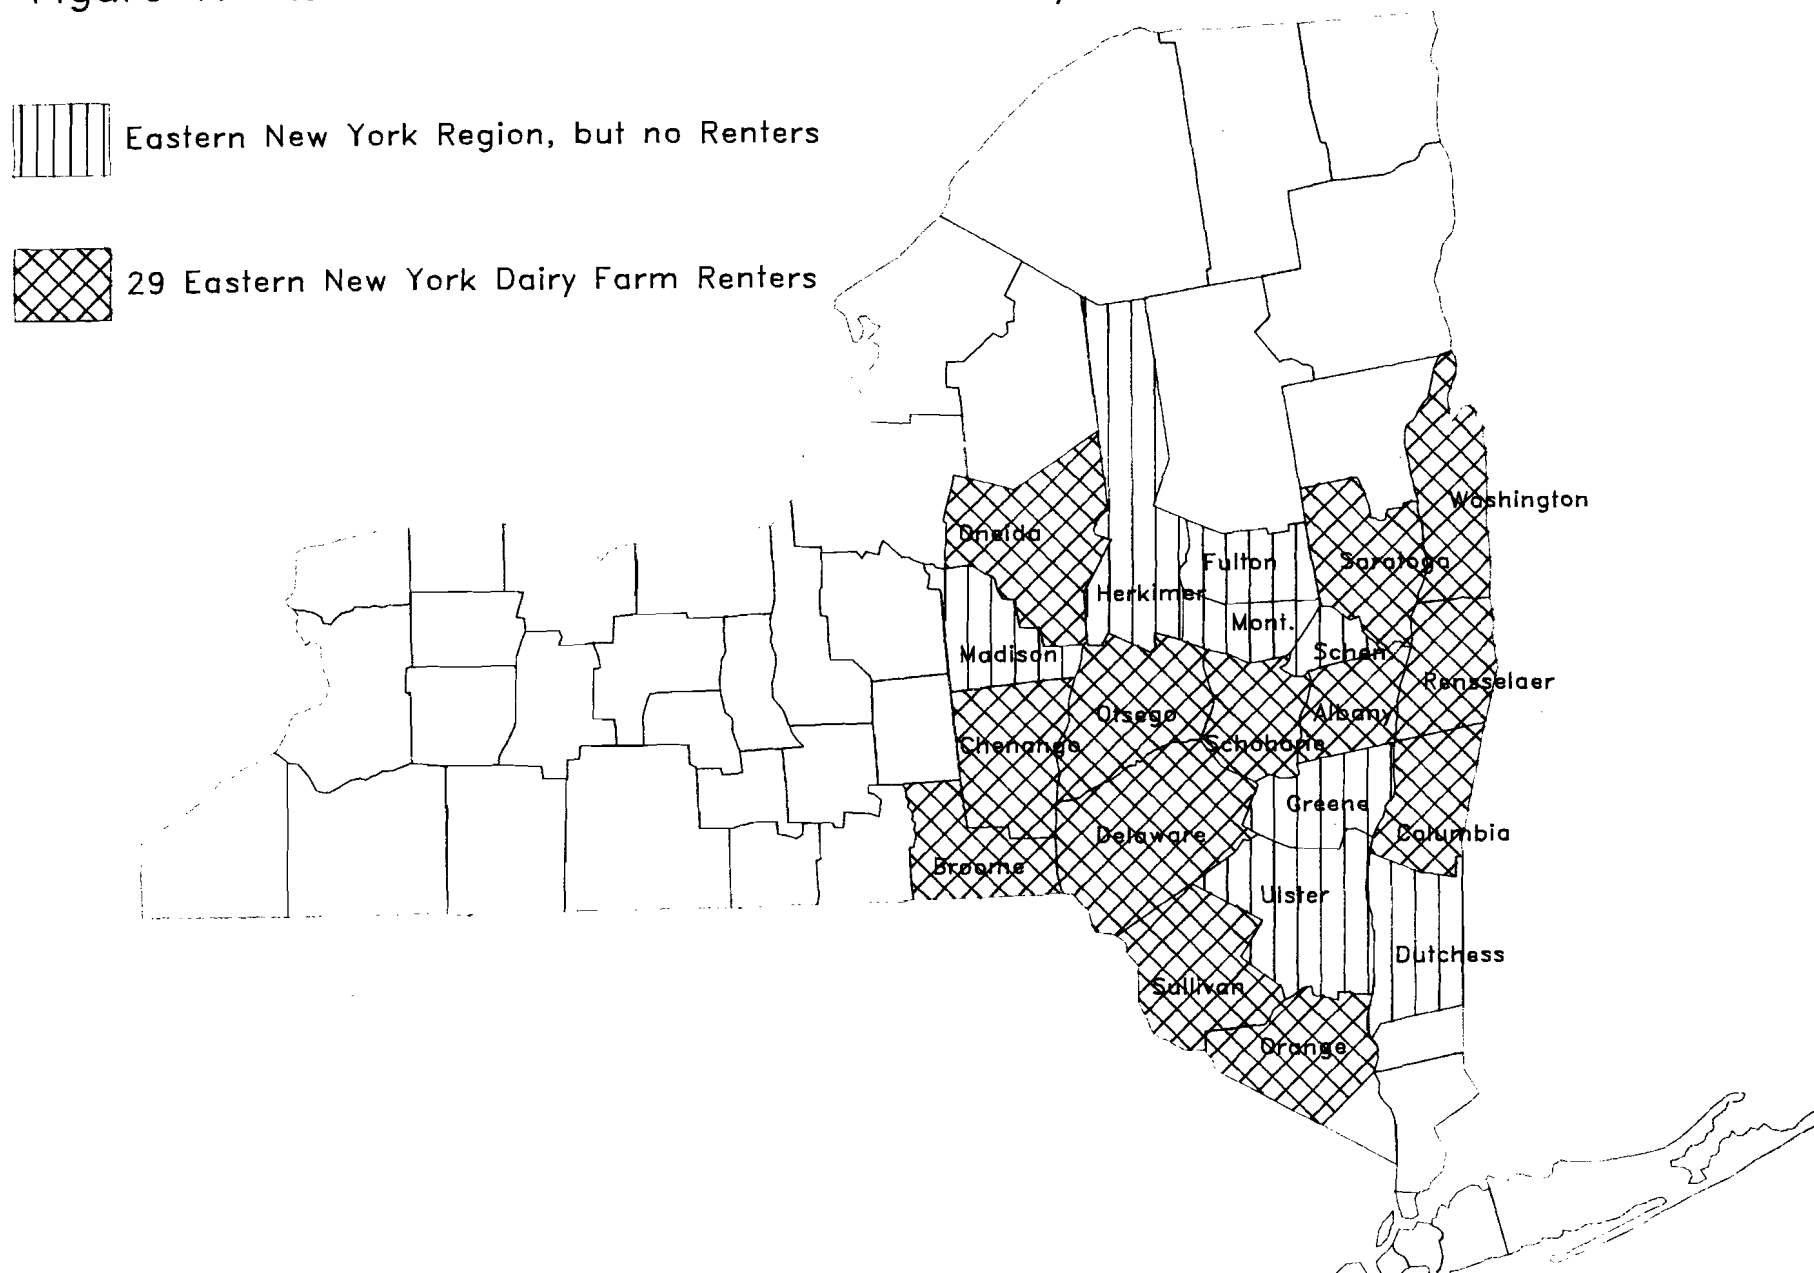 Eastern New York Region, but no Renters
29 Eastern New York Dairy Farm Renters
Washington
Oneida
Fulton
Saratoga
Herkimer
Mont.
Madison
Schen.
Rensselaer
Otsego
Albany
Chenango
Schoharie
Greene
Delaware
Columbia
Broome
Ulster
Dutchess
Sullivan
Orange